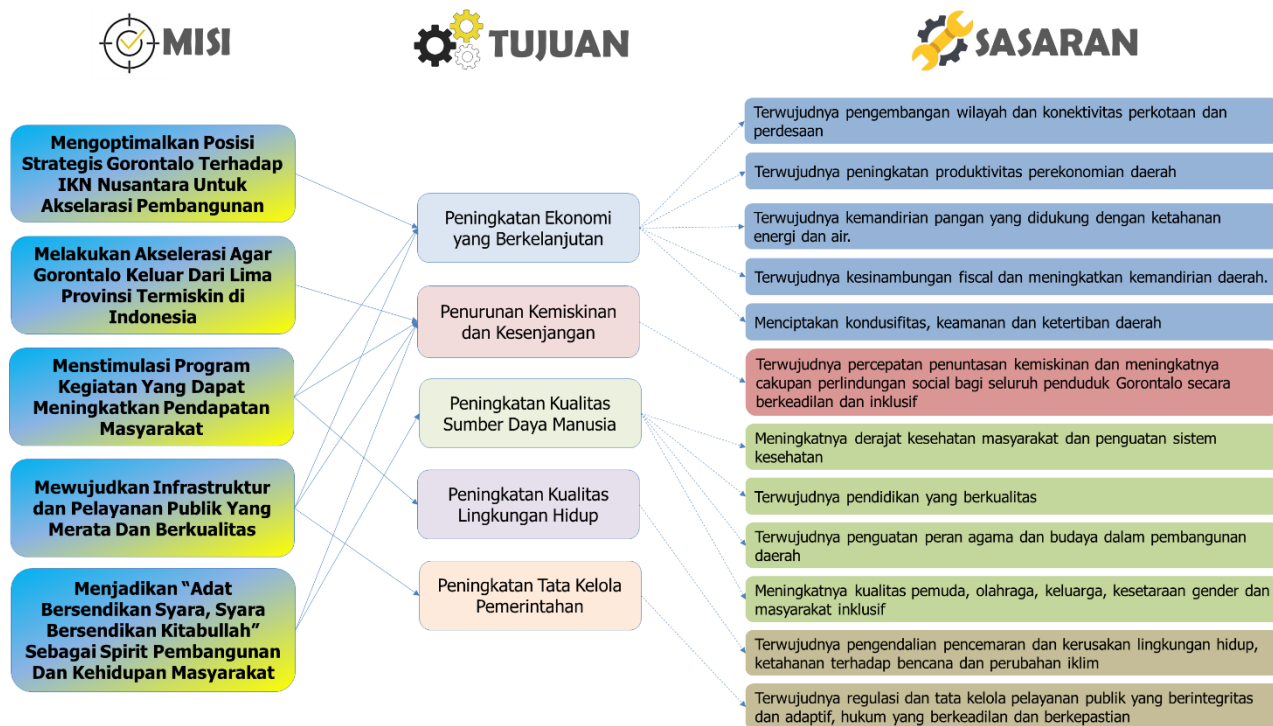 MISI
TUJUAN
SASARAN
Mengoptimalkan Posisi
Strategis Gorontalo Terhadap
IKN Nusantara Untuk
Akselarasi Pembangunan
Melakukan Akselerasi Agar
Gorontalo Keluar Dari Lima
Provinsi Termiskin di
Indonesia
Menstimulasi Program
Kegiatan Yang Dapat
Meningkatkan Pendapatan
Masyarakat
Mewujudkan Infrastruktur
dan Pelayanan Publik Yang
Merata Dan Berkualitas
Menjadikan “Adat
Bersendikan Syara, Syara
Bersendikan Kitabullah”
Sebagai Spirit Pembangunan
Dan Kehidupan Masyarakat
Peningkatan Ekonomi
yang Berkelanjutan
Penurunan Kemiskinan
dan Kesenjangan
Peningkatan Kualitas
Sumber Daya Manusia
Peningkatan Kualitas
Lingkungan Hidup
Peningkatan Tata Kelola
Pemerintahan
Terwujudnya pengembangan wilayah dan konektivitas perkotaan dan
perdesaan
Terwujudnya peningkatan produktivitas perekonomian daerah
Terwujudnya kemandirian pangan yang didukung dengan ketahanan
energi dan air.
Terwujudnya kesinambungan fiscal dan meningkatkan kemandirian daerah.
Menciptakan kondusifitas, keamanan dan ketertiban daerah
Terwujudnya percepatan penuntasan kemiskinan dan meningkatnya
cakupan perlindungan social bagi seluruh penduduk Gorontalo secara
berkeadilan dan inklusif
Meningkatnya derajat kesehatan masyarakat dan penguatan sistem
kesehatan
Terwujudnya pendidikan yang berkualitas
Terwujudnya penguatan peran agama dan budaya dalam pembangunan
daerah
Meningkatnya kualitas pemuda, olahraga, keluarga, kesetaraan gender dan
masyarakat inklusif
Terwujudnya pengendalian pencemaran dan kerusakan lingkungan hidup,
ketahanan terhadap bencana dan perubahan iklim
Terwujudnya regulasi dan tata kelola pelayanan publik yang berintegritas
dan adaptif, hukum yang berkeadilan dan berkepastian